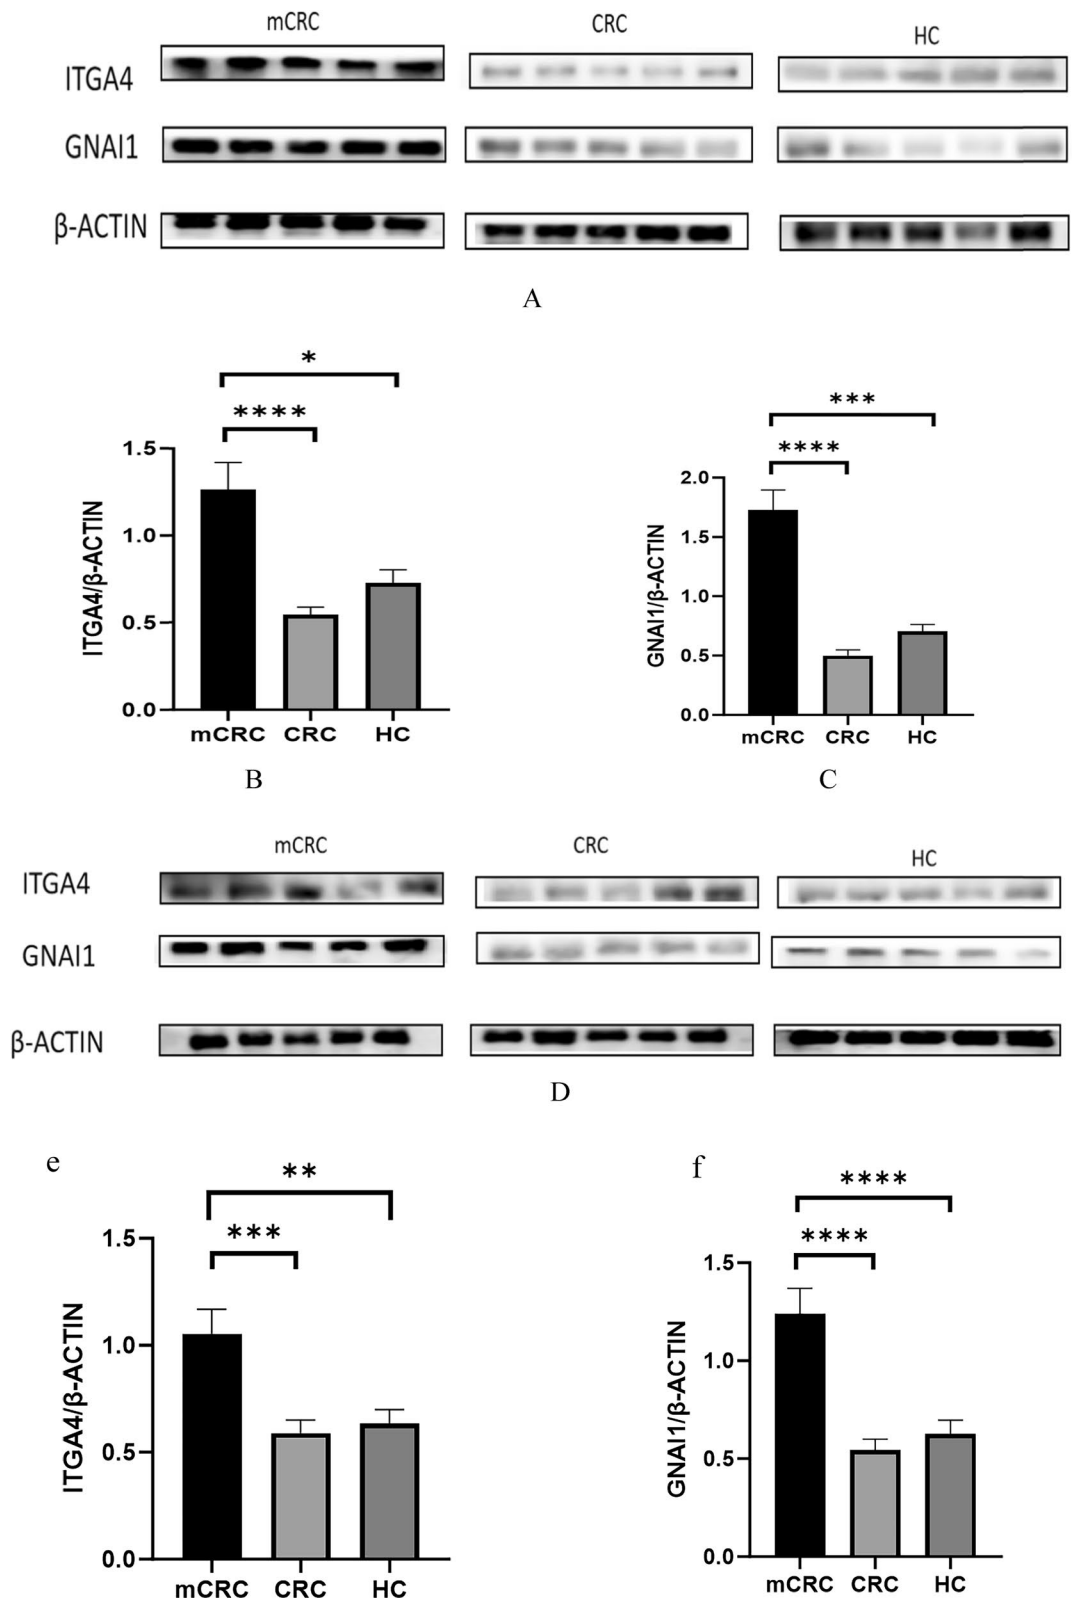 mCRC CRC HC
ITGA4
GNAI1
β-ACTIN
A
*
****
1.5
1.0
0.5
0.0
ITGA4/β-ACTIN
mCRC CRC HC
B
***
****
2.0
1.5
1.0
0.5
0.0
GNAI1/β-ACTIN
mCRC CRC HC
C
mCRC CRC HC
ITGA4
GNAI1
β-ACTIN
D
e
**
***
1.5
1.0
0.5
0.0
ITGA4/β-ACTIN
mCRC CRC HC
f
****
****
1.5
1.0
0.5
0.0
GNAI1/β-ACTIN
mCRC CRC HC